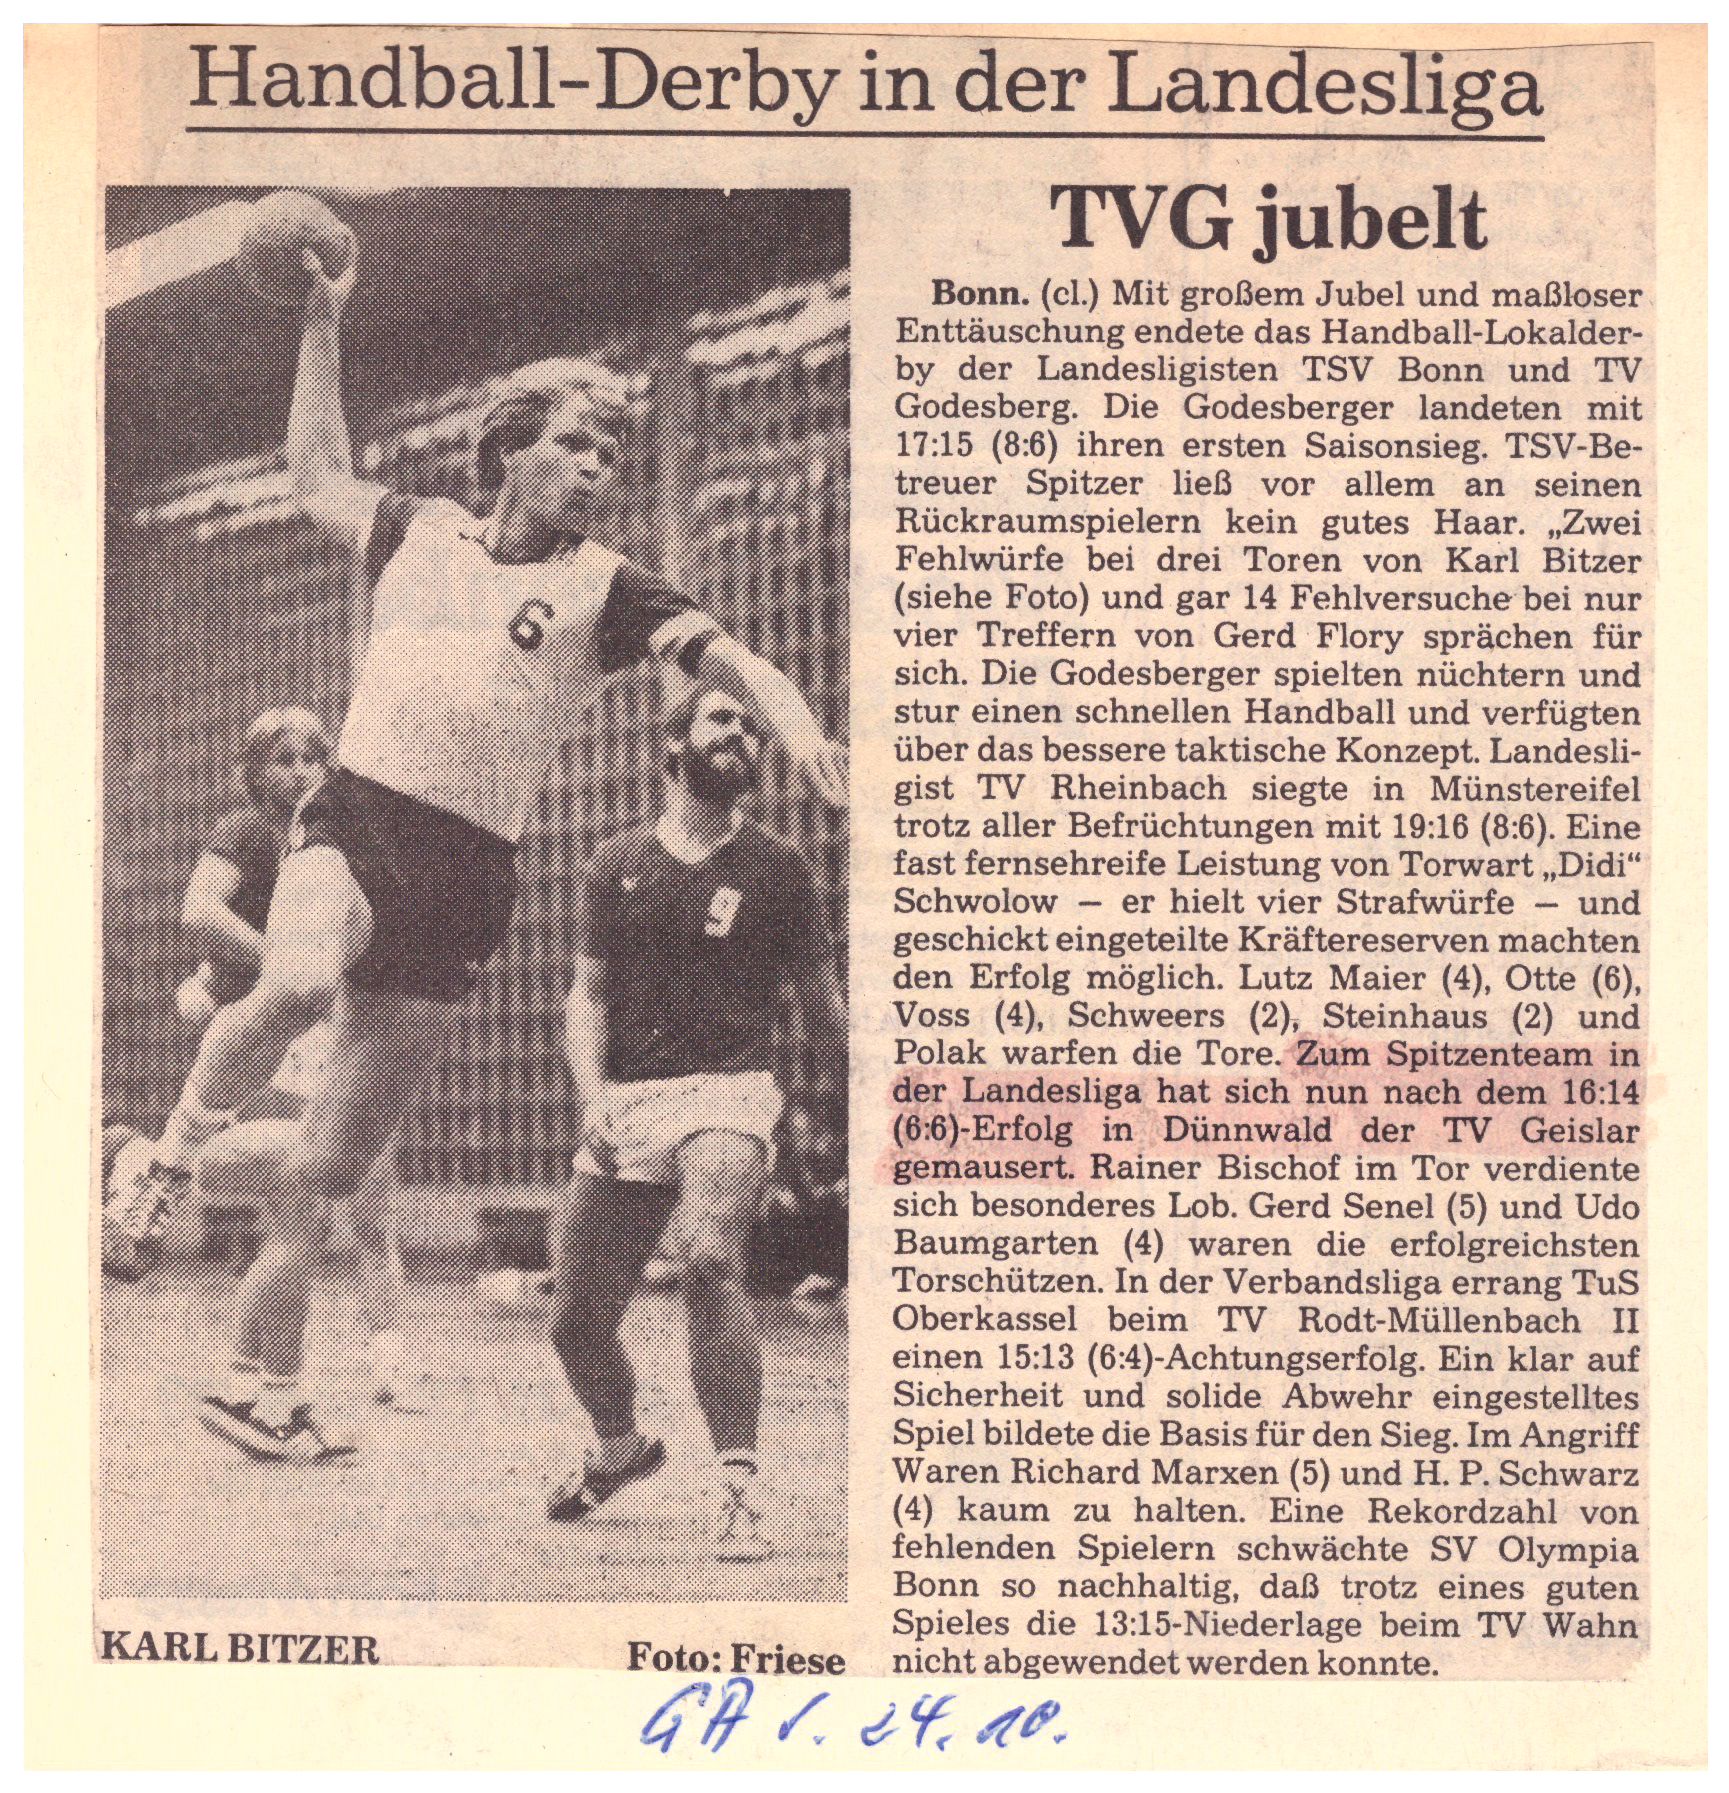 Handball-Derby in der Landesliga
TVG jubelt
Bonn. (cl.) Mit großem Jubel und maßloser
Enttäuschung endete das Handball-Lokalder-
by der Landesligisten TSV Bonn und TV
Godesberg. Die Godesberger landeten mit
17:15 (8:6) ihren ersten Saisonsieg. TSV-Be-
treuer Spitzer ließ vor allem an seinen
Rückraumspielern kein gutes Haar. „Zwei
Fehlwürfe bei drei Toren von Karl Bitzer
(siehe Foto) und gar 14 Fehlversuche bei nur
vier Treffern von Gerd Flory sprächen für
sich. Die Godesberger spielten nüchtern und
stur einen schnellen Handball und verfügten
über das bessere taktische Konzept. Landesli-
gist TV Rheinbach siegte in Münstereifel
trotz aller Befrüchtungen mit 19:16 (8:6). Eine
fast fernsehreife Leistung von Torwart „Didi“
Schwolow — er hielt vier Strafwürfe — und
geschickt eingeteilte Kräftereserven machten
den Erfolg möglich. Lutz Maier (4), Otte (6),
Voss (4), Schweers (2), Steinhaus (2) und
Polak warfen die Tore. Zum Spitzenteam in
der Landesliga hat sich nun nach dem 16:14
(6:6)-Erfolg in Dünnwald der TV Geislar
gemausert. Rainer Bischof im Tor verdiente
sich besonderes Lob. Gerd Senel (5) und Udo
Baumgarten (4) waren die erfolgreichsten
Torschützen. In der Verbandsliga errang TuS
Oberkassel beim TV Rodt-Müllenbach II
einen 15:13 (6:4)-Achtungserfolg. Ein klar auf
Sicherheit und solide Abwehr eingestelltes
Spiel bildete die Basis für den Sieg. Im Angriff
Waren Richard Marxen (5) und H. P. Schwarz
(4) kaum zu halten. Eine Rekordzahl von
fehlenden Spielern schwächte SV Olympia
Bonn so nachhaltig, daß trotz eines guten
Spieles die 13:15-Niederlage beim TV Wahn
nicht abgewendet werden konnte.
6
9
KARL BITZER
Foto: Friese
GA v. 24. 10.